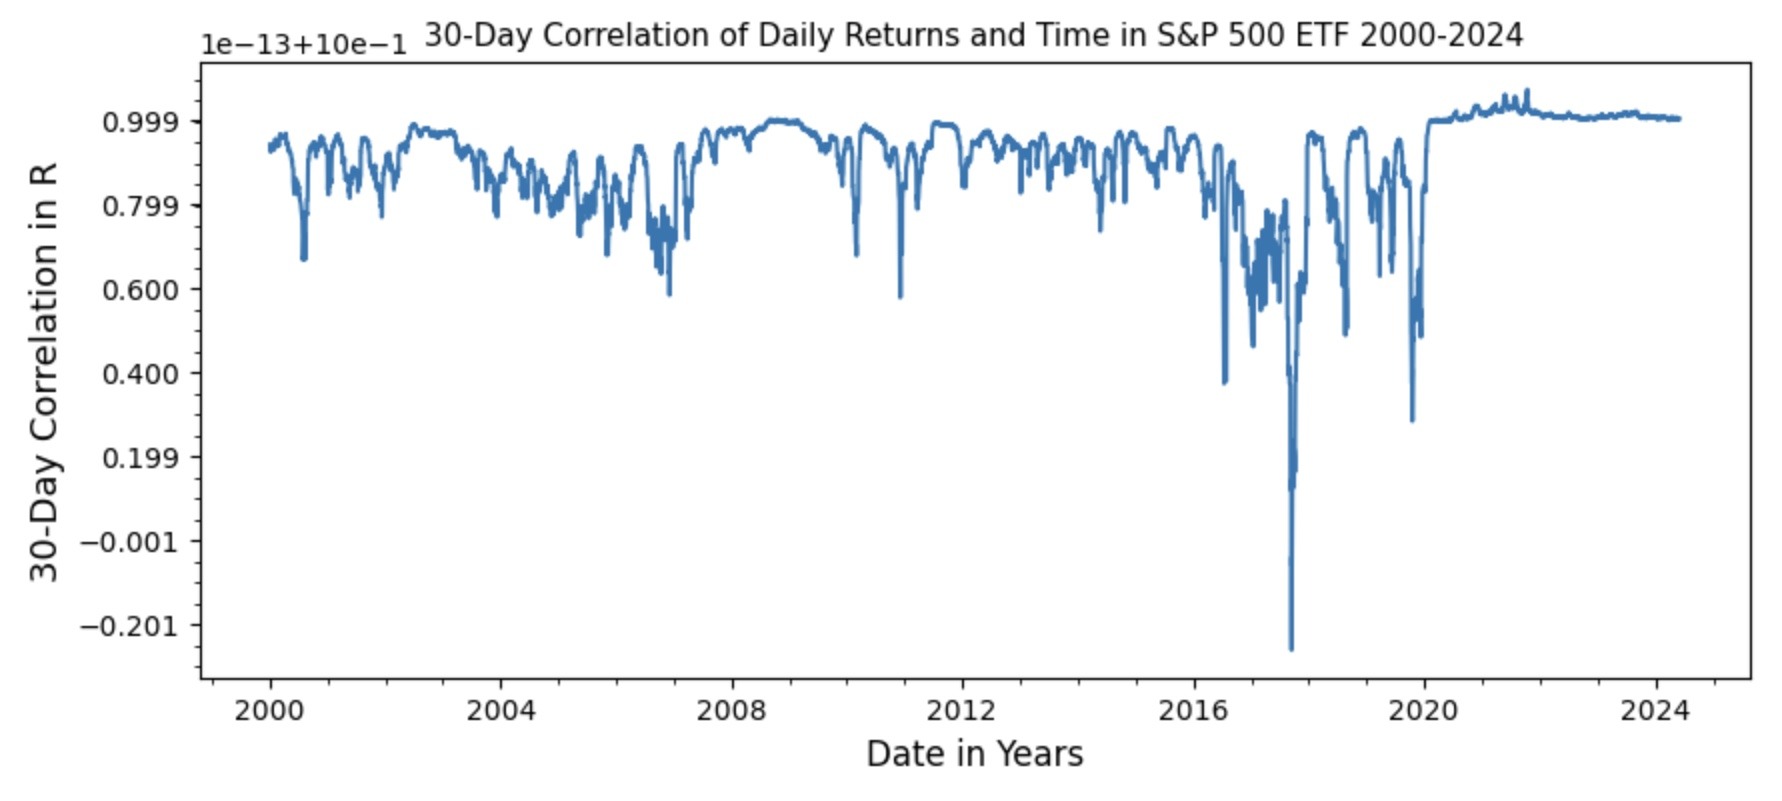 1e−13+10e−1 30-Day Correlation of Daily Returns and Time in S&P 500 ETF 2000-2024
30-Day Correlation in R
0.999
0.799
0.600
0.400
0.199
−0.001
−0.201
2000 2004 2008 2012 2016 2020 2024
Date in Years